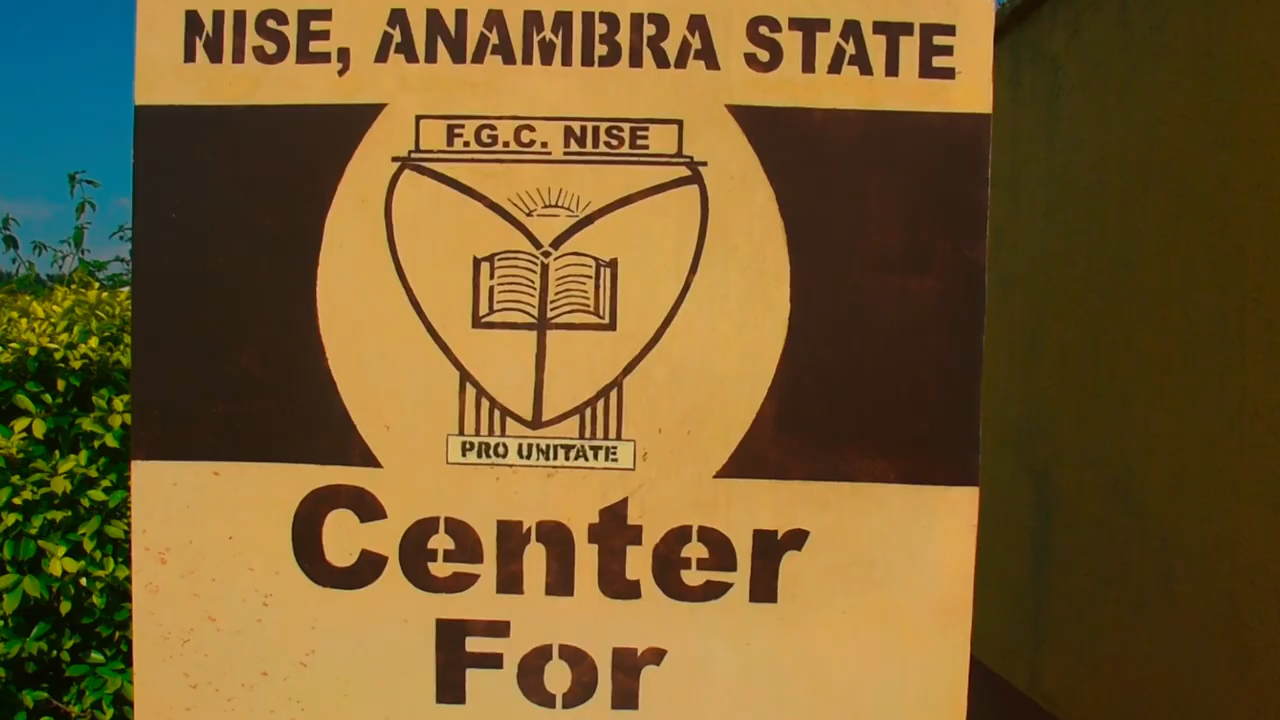 NISE, ANAMBRA STATE
F.G.C. NISE
PRO UNITATE
Center
For